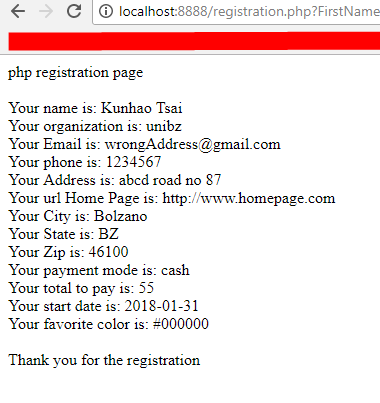 localhost:8888/registration.php?FirstName
php registration page
Your name is: Kunhao Tsai
Your organization is: unibz
Your Email is: wrongAddress@gmail.com
Your phone is: 1234567
Your Address is: abcd road no 87
Your url Home Page is: http://www.homepage.com
Your City is: Bolzano
Your State is: BZ
Your Zip is: 46100
Your payment mode is: cash
Your total to pay is: 55
Your start date is: 2018-01-31
Your favorite color is: #000000
Thank you for the registration